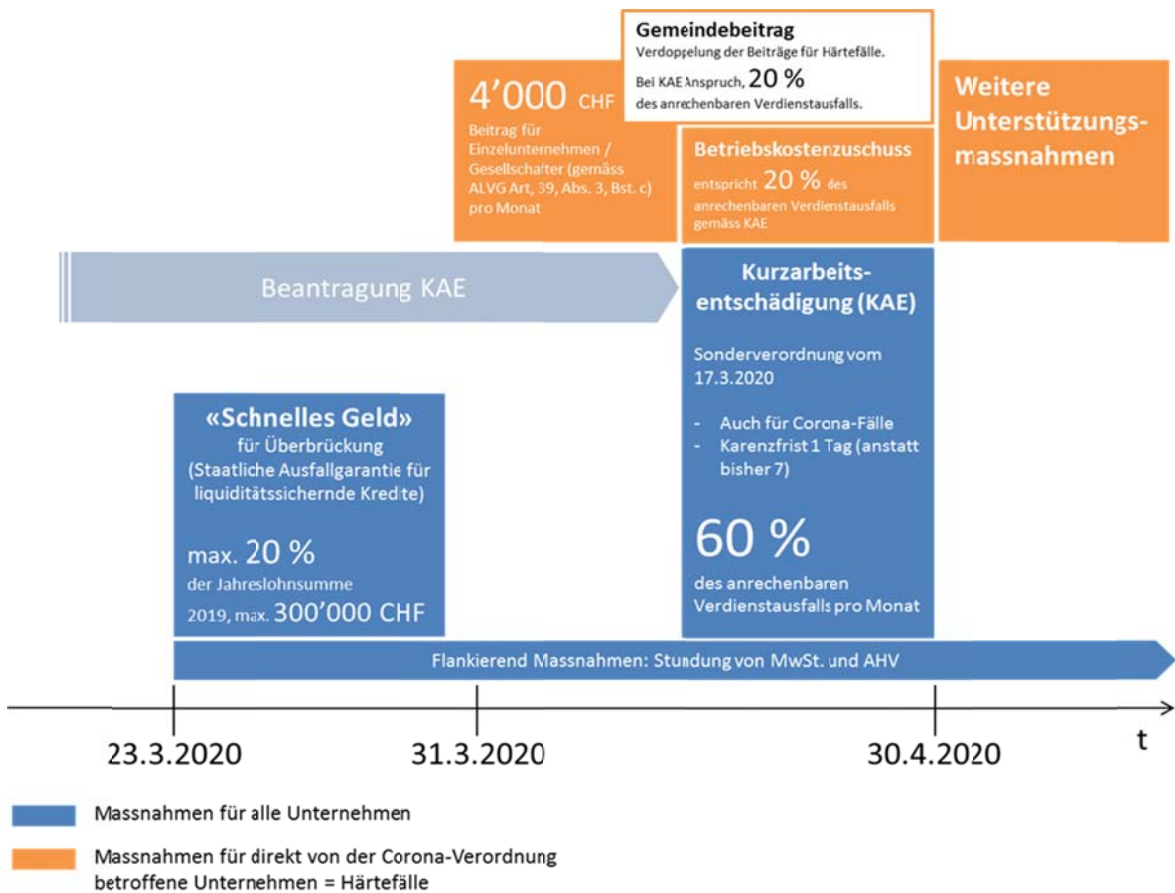 Gemeindebeitrag
Verdoppelung der Beiträge für Härtefälle.
Bei KAE Anspruch, 20 %
des anrechenbaren Verdienstausfalls.
4’000 CHF
Beitrag für
Einzelunternehmen /
Gesellschafter (gemäss
ALVG Art, 39, Abs. 3, Bst. c)
pro Monat
Betriebskostenzuschuss
entspricht 20 % des
anrechenbaren Verdienstausfalls
gemäss KAE
Weitere
Unterstützungs-
massnahmen
Beantragung KAE
Kurzarbeits-
entschädigung (KAE)
Sonderverordnung vom
17.3.2020
- Auch für Corona-Fälle
- Karenzfrist 1 Tag (anstatt
bisher 7)
60 %
des anrechenbaren
Verdienstausfalls pro Monat
«Schnelles Geld»
für Überbrückung
(Staatliche Ausfallgarantie für
liquiditätssichernde Kredite)
max. 20 %
der Jahreslohnsumme
2019, max. 300’000 CHF
Flankierend Massnahmen: Stundung von MwSt. und AHV
23.3.2020
31.3.2020
30.4.2020
t
Massnahmen für alle Unternehmen
Massnahmen für direkt von der Corona-Verordnung
betroffene Unternehmen = Härtefälle